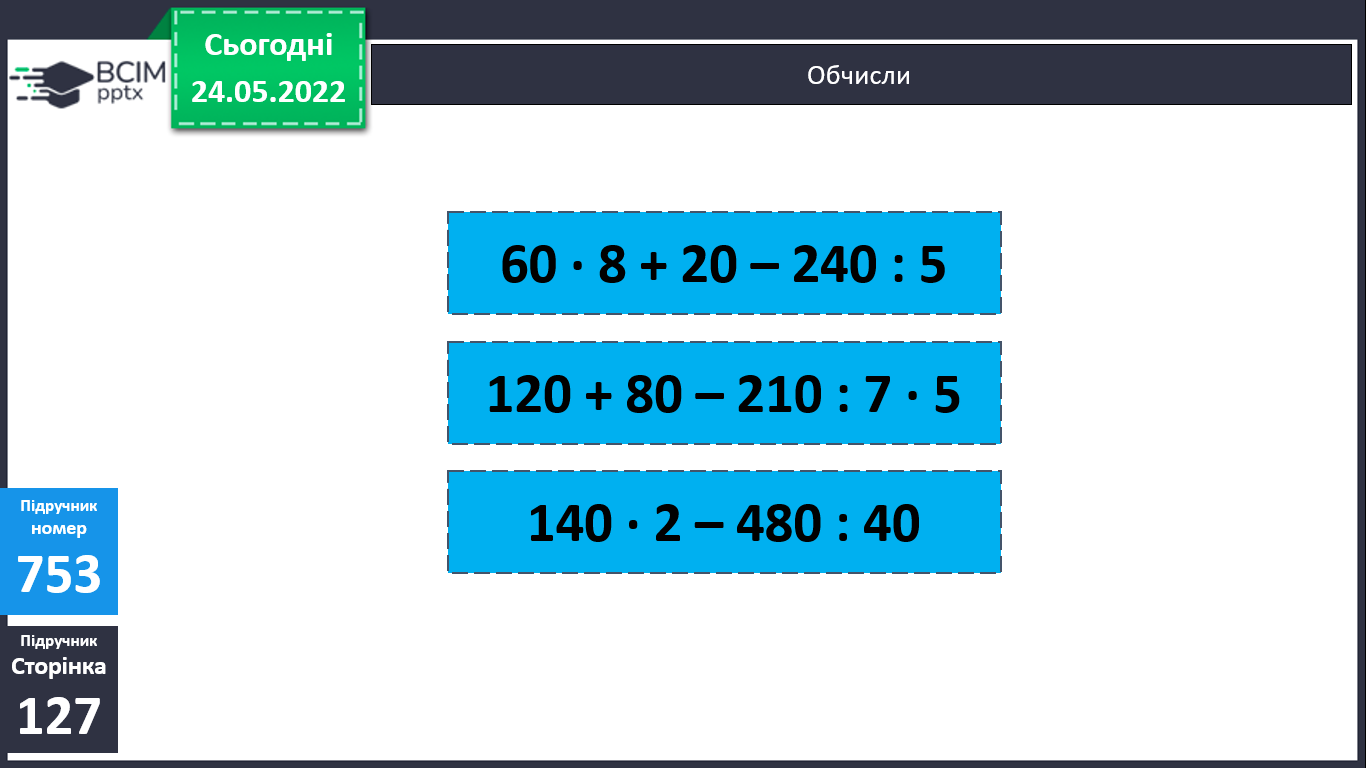 Сьогодні
24.05.2022
ВСІМ
pptx
Обчисли
60 · 8 + 20 – 240 : 5
120 + 80 – 210 : 7 · 5
140 · 2 – 480 : 40
Підручник
номер
753
Підручник
Сторінка
127